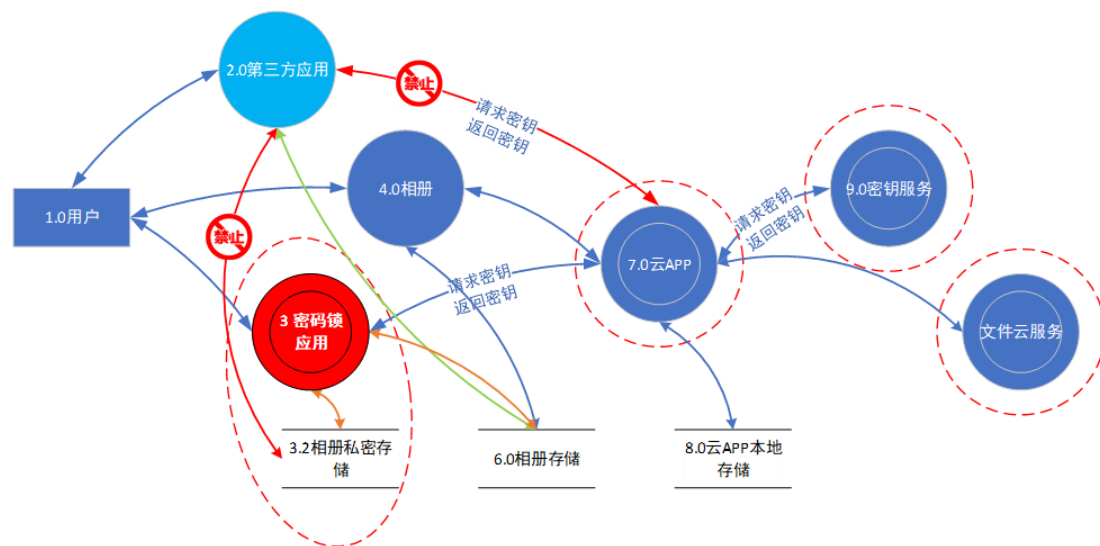 2.0第三方应用
禁止
请求密钥
返回密钥
4.0相册
9.0密钥服务
1.0用户
禁止
请求密钥
返回密钥
7.0云APP
请求密钥
返回密钥
3 密码锁
应用
文件云服务
3.2相册私密存
储
6.0相册存储
8.0云APP本地
存储